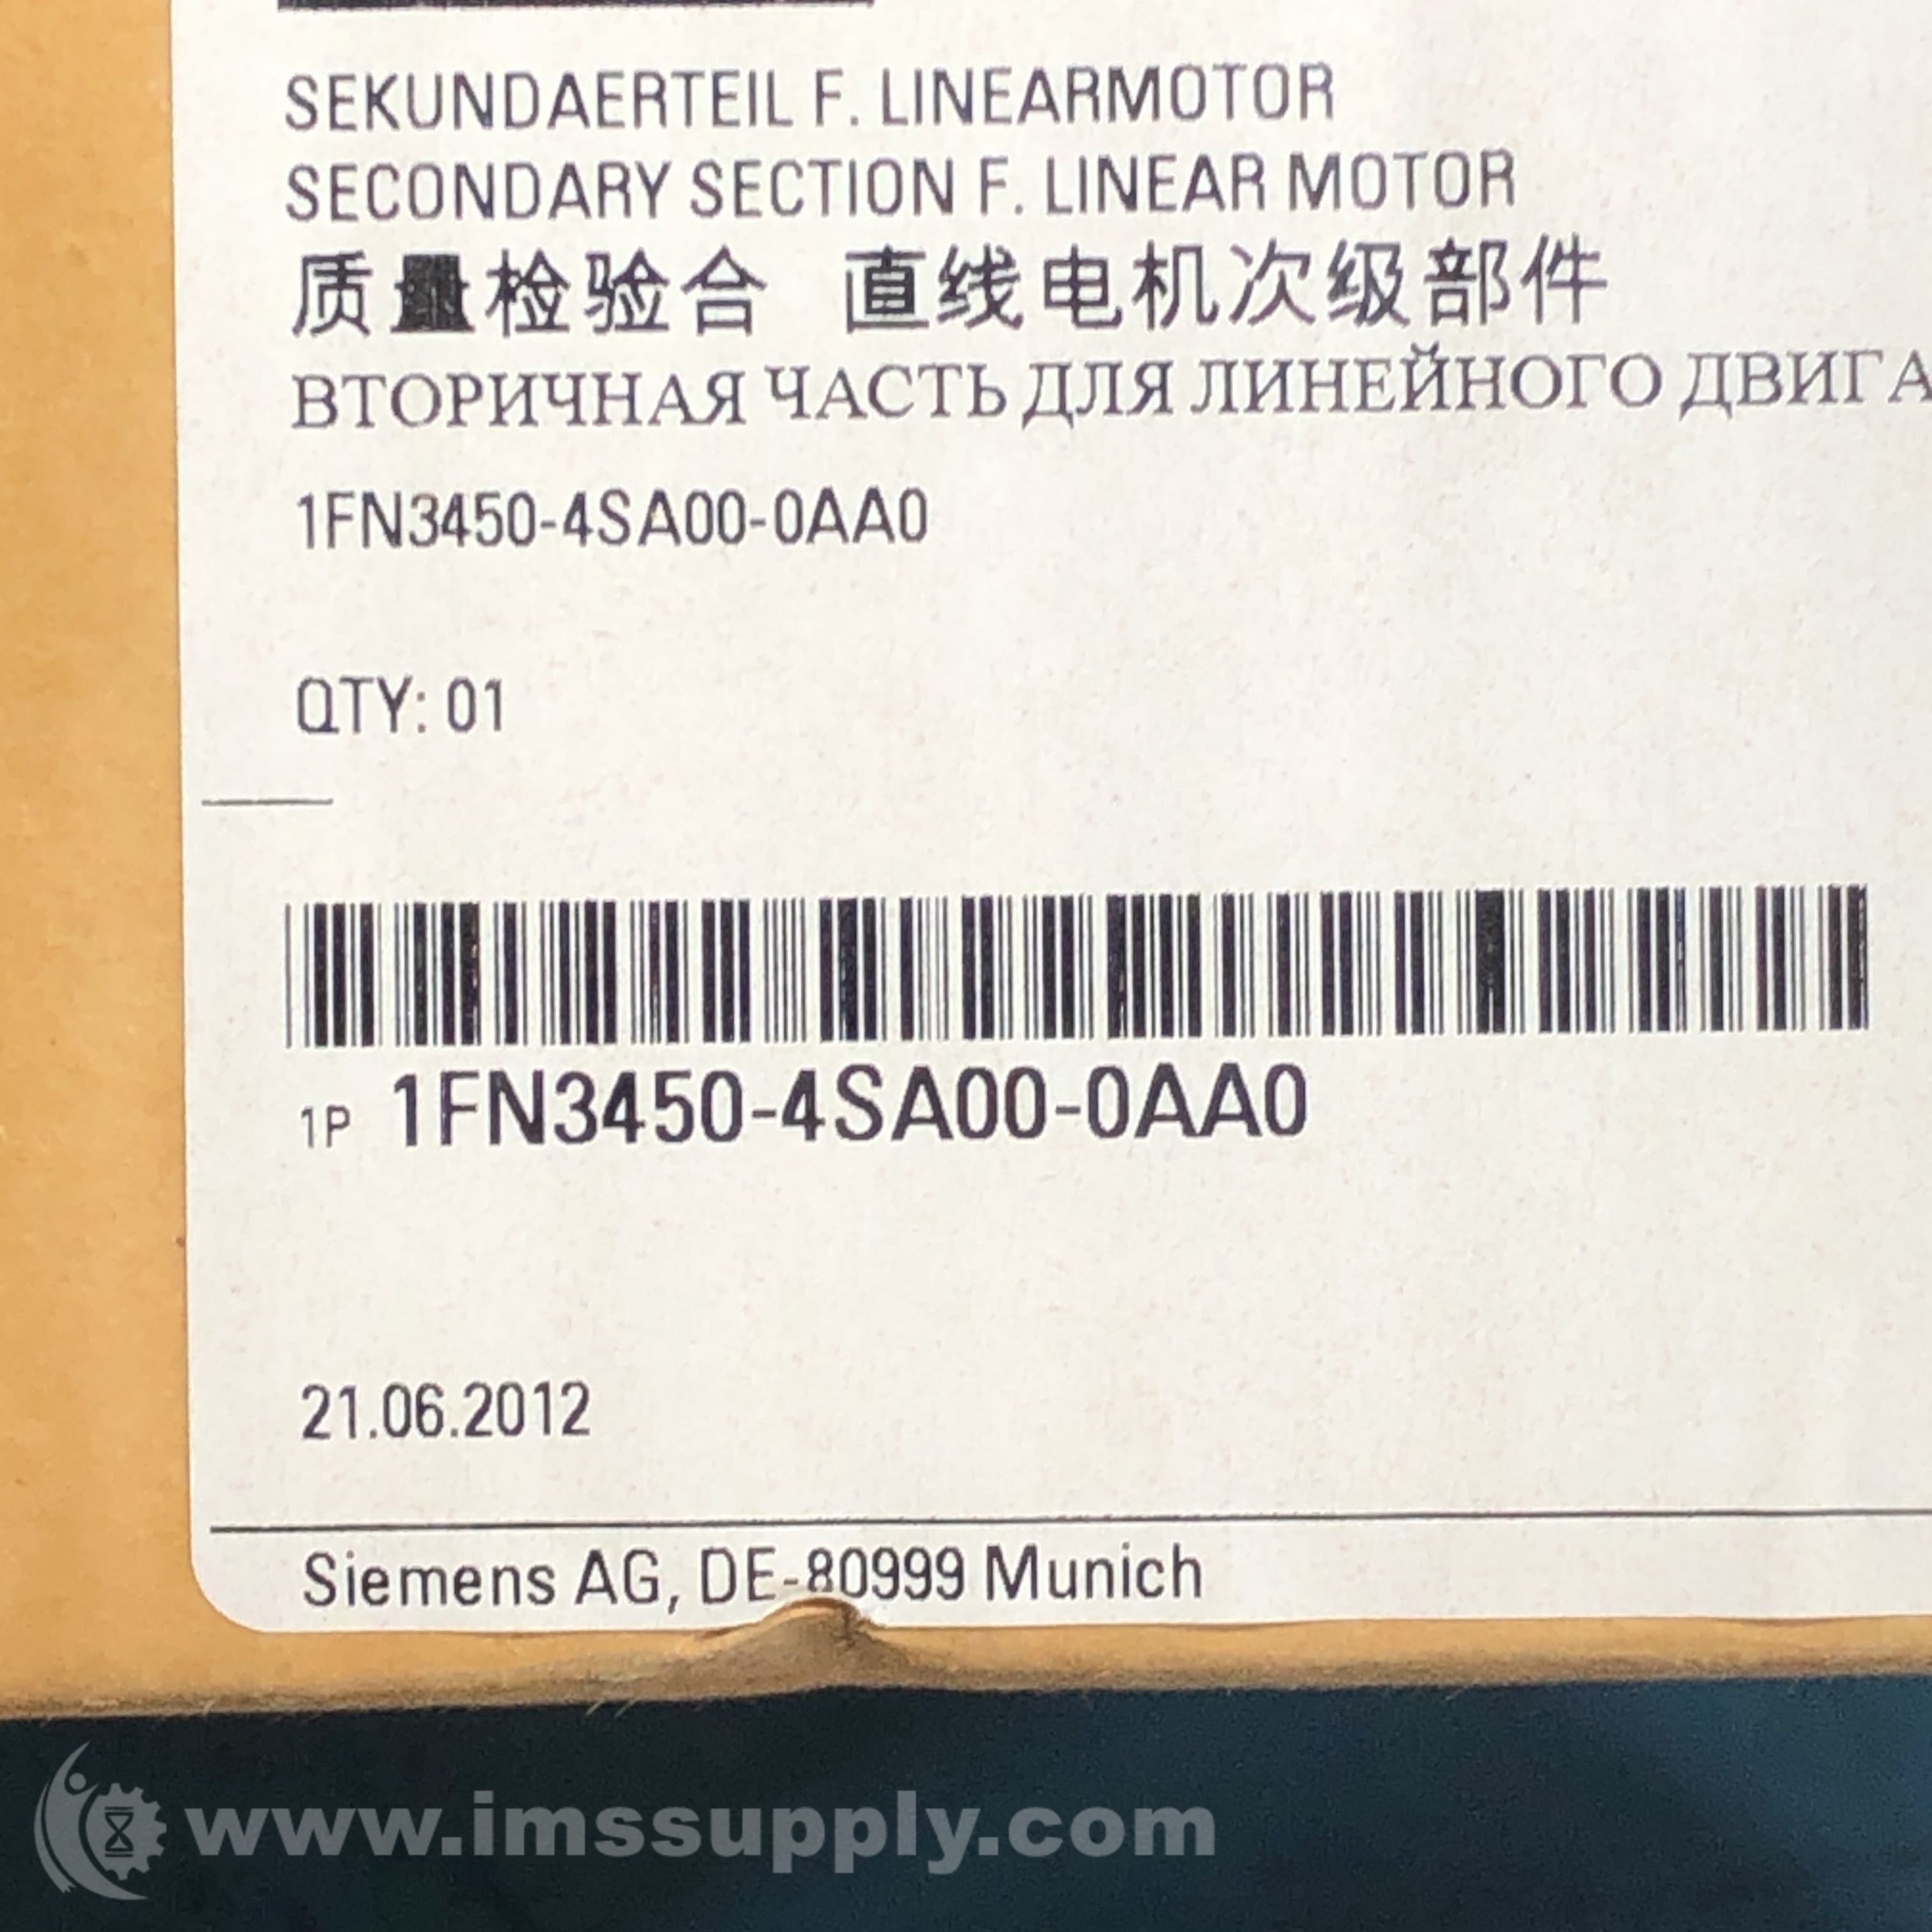 SEKUNDAERTEIL F. LINEARMOTOR
SECONDARY SECTION F. LINEAR MOTOR
质量检验合 直线电机次级部件
ВТОРИЧНАЯ ЧАСТЬ ДЛЯ ЛИНЕЙНОГО ДВИГА
1FN3450-4SA00-0AA0
QTY: 01
1P 1FN3450-4SA00-0AA0
21.06.2012
Siemens AG, DE-80999 Munich
www.imssupply.com